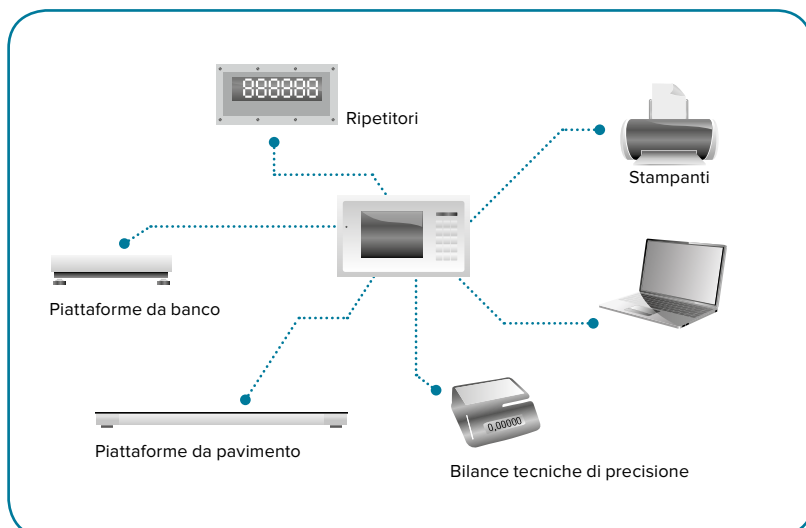 888888
Ripetitori
Stampanti
Piattaforme da banco
0,00000
Piattaforme da pavimento
Bilance tecniche di precisione